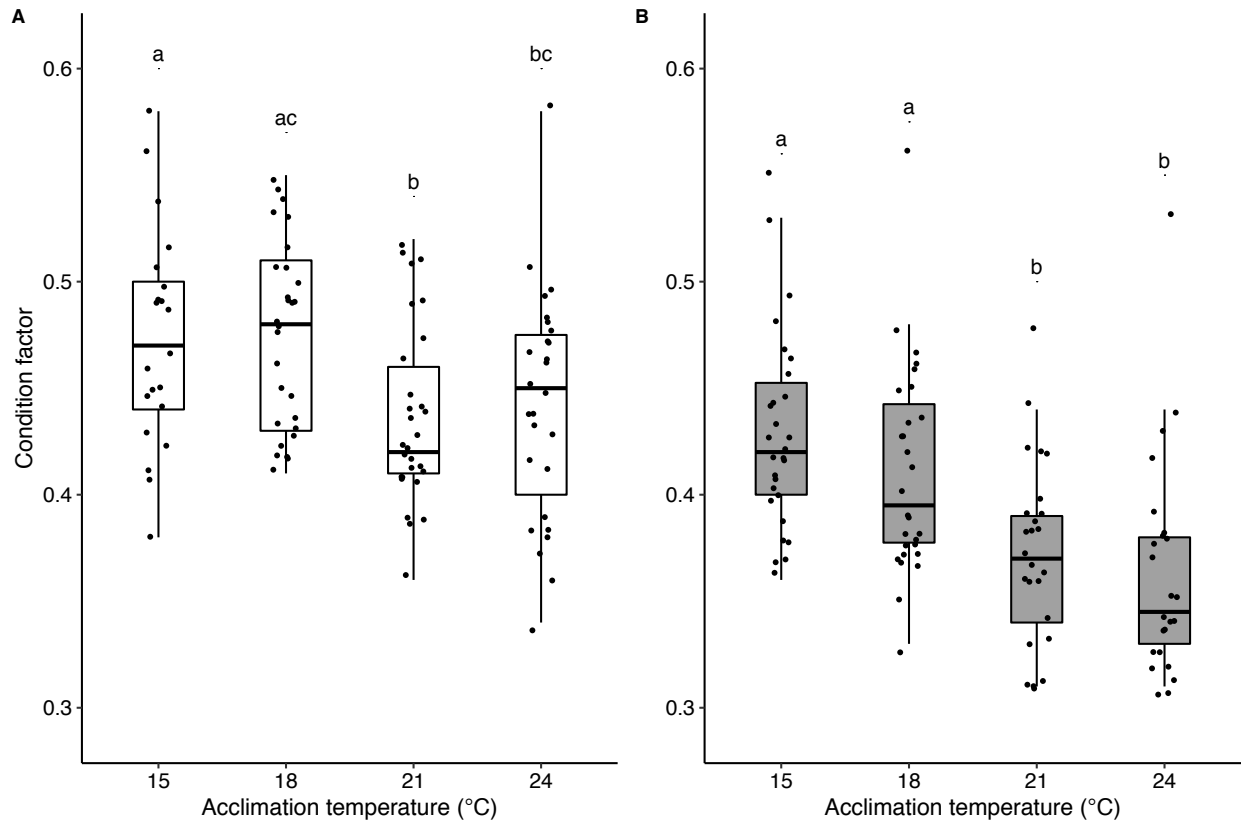 A
B
a
ac
b
bc
a
a
b
b
0.6
0.5
0.4
0.3
0.6
0.5
0.4
0.3
Condition factor
15 18 21 24
15 18 21 24
Acclimation temperature (°C)
Acclimation temperature (°C)